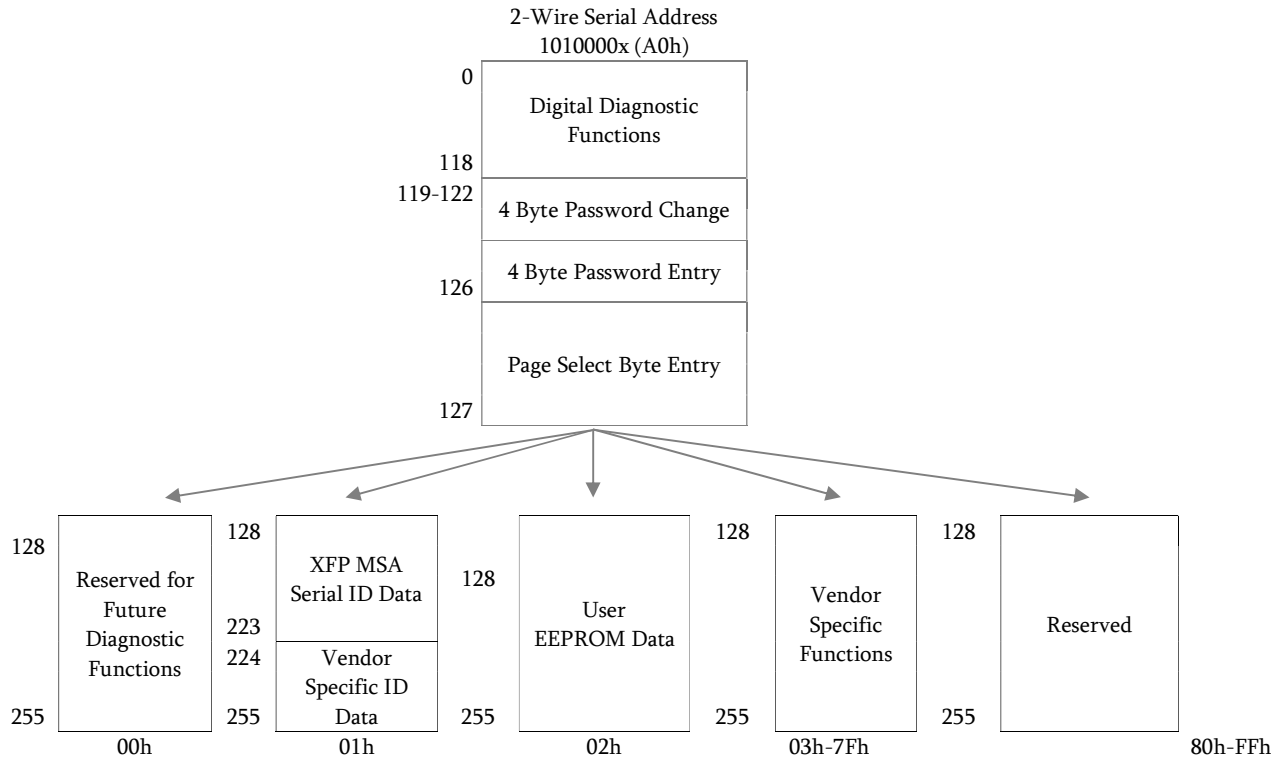 2-Wire Serial Address
1010000x (A0h)
0
Digital Diagnostic
Functions
118
119-122
4 Byte Password Change
4 Byte Password Entry
126
Page Select Byte Entry
127
128
Reserved for
Future
Diagnostic
Functions
255
00h
128
XFP MSA
Serial ID Data
223
224
Vendor
Specific ID
Data
255
01h
128
User
EEPROM Data
255
02h
128
Vendor
Specific
Functions
255
03h-7Fh
128
Reserved
255
80h-FFh